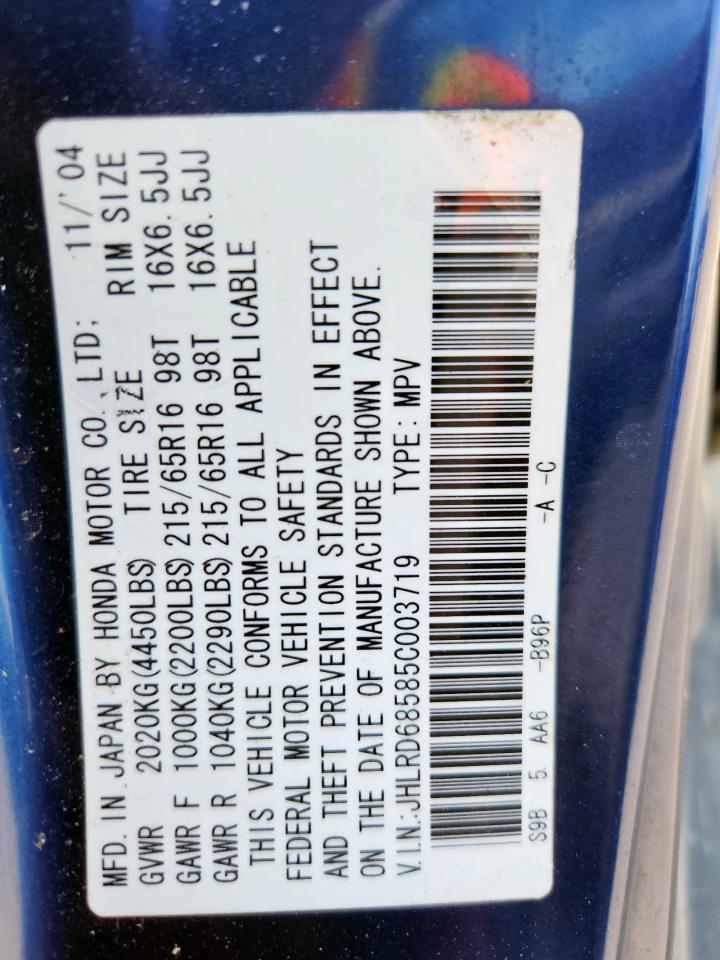 MFD. IN JAPAN BY HONDA MOTOR CO., LTD; 11/'04
GVWR 2020KG(4450LBS) TIRE SIZE RIM SIZE
GAWR F 1000KG(2200LBS) 215/65R16 98T 16X6.5JJ
GAWR R 1040KG(2290LBS) 215/65R16 98T 16X6.5JJ
THIS VEHICLE CONFORMS TO ALL APPLICABLE
FEDERAL MOTOR VEHICLE SAFETY
AND THEFT PREVENTION STANDARDS IN EFFECT
ON THE DATE OF MANUFACTURE SHOWN ABOVE.
V.I.N:JHLRD68585C003719 TYPE:MPV
S9B 5 AA6 -B96P -A -C